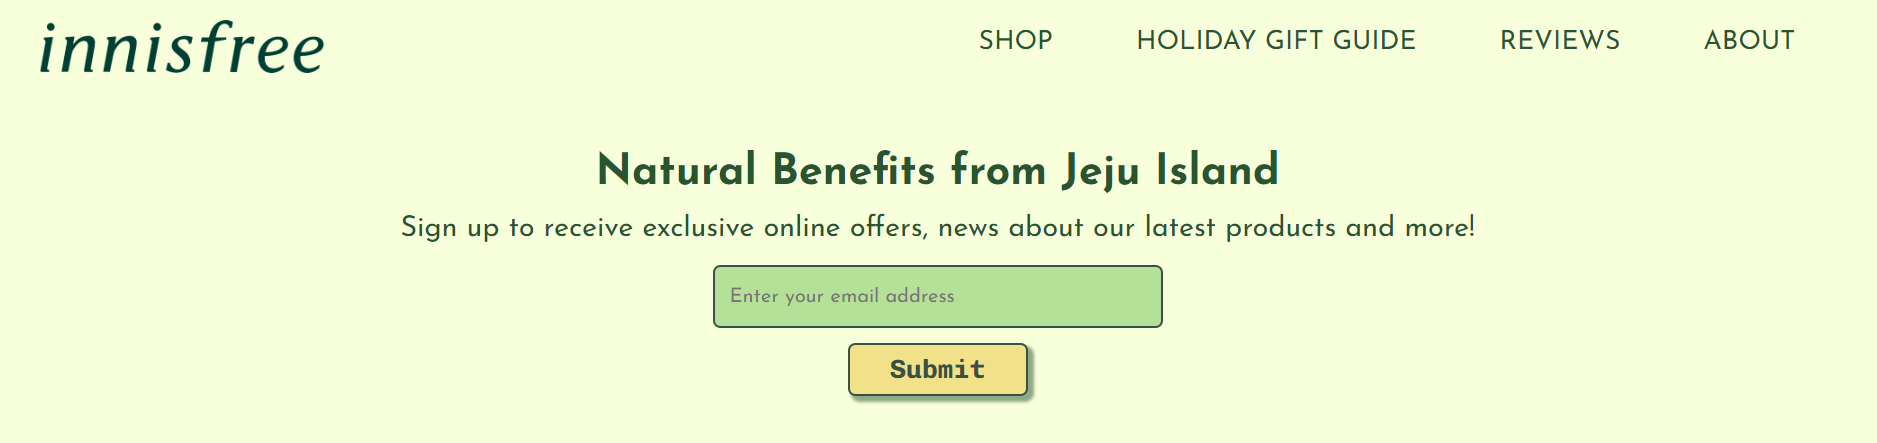 innisfree
SHOP HOLIDAY GIFT GUIDE REVIEWS ABOUT
Natural Benefits from Jeju Island
Sign up to receive exclusive online offers, news about our latest products and more!
Enter your email address
Submit